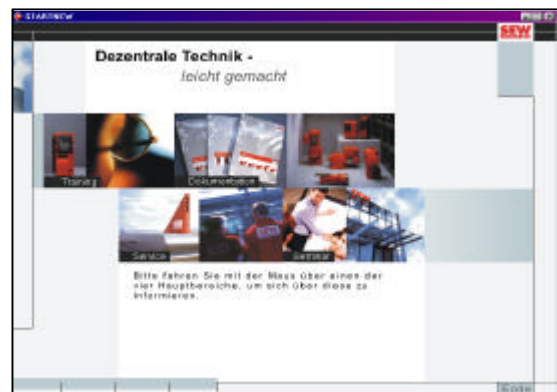 STARTNEW
SEW
Dezentrale Technik -
leicht gemacht
Training
Dokumentation
Service
Seminar
Bitte fahren Sie mit der Maus über einen der
vier Hauptbereiche, um sich über diese zu
informieren.
Ende